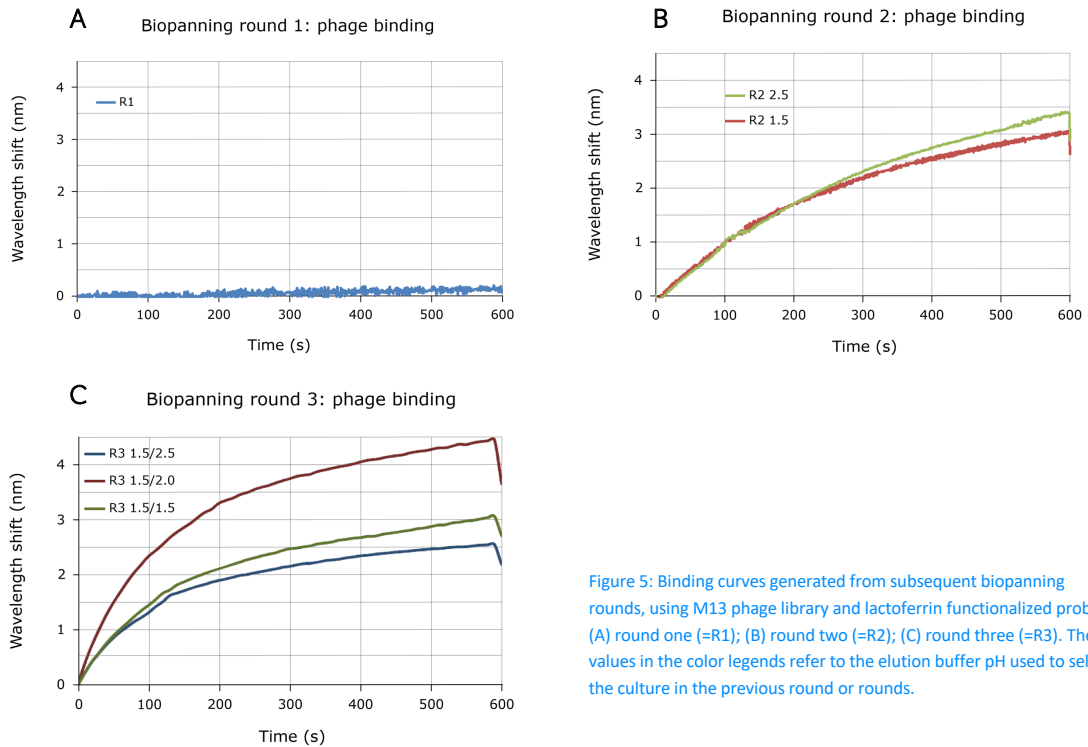 A
Biopanning round 1: phage binding
Wavelength shift (nm)
4
3
2
1
0
R1
0 100 200 300 400 500 600
Time (s)
B
Biopanning round 2: phage binding
Wavelength shift (nm)
4
3
2
1
0
R2 2.5
R2 1.5
0 100 200 300 400 500 600
Time (s)
C
Biopanning round 3: phage binding
Wavelength shift (nm)
4
3
2
1
0
R3 1.5/2.5
R3 1.5/2.0
R3 1.5/1.5
0 100 200 300 400 500 600
Time (s)
Figure 5: Binding curves generated from subsequent biopanning
rounds, using M13 phage library and lactoferrin functionalized prob
(A) round one (=R1); (B) round two (=R2); (C) round three (=R3). The
values in the color legends refer to the elution buffer pH used to sel
the culture in the previous round or rounds.